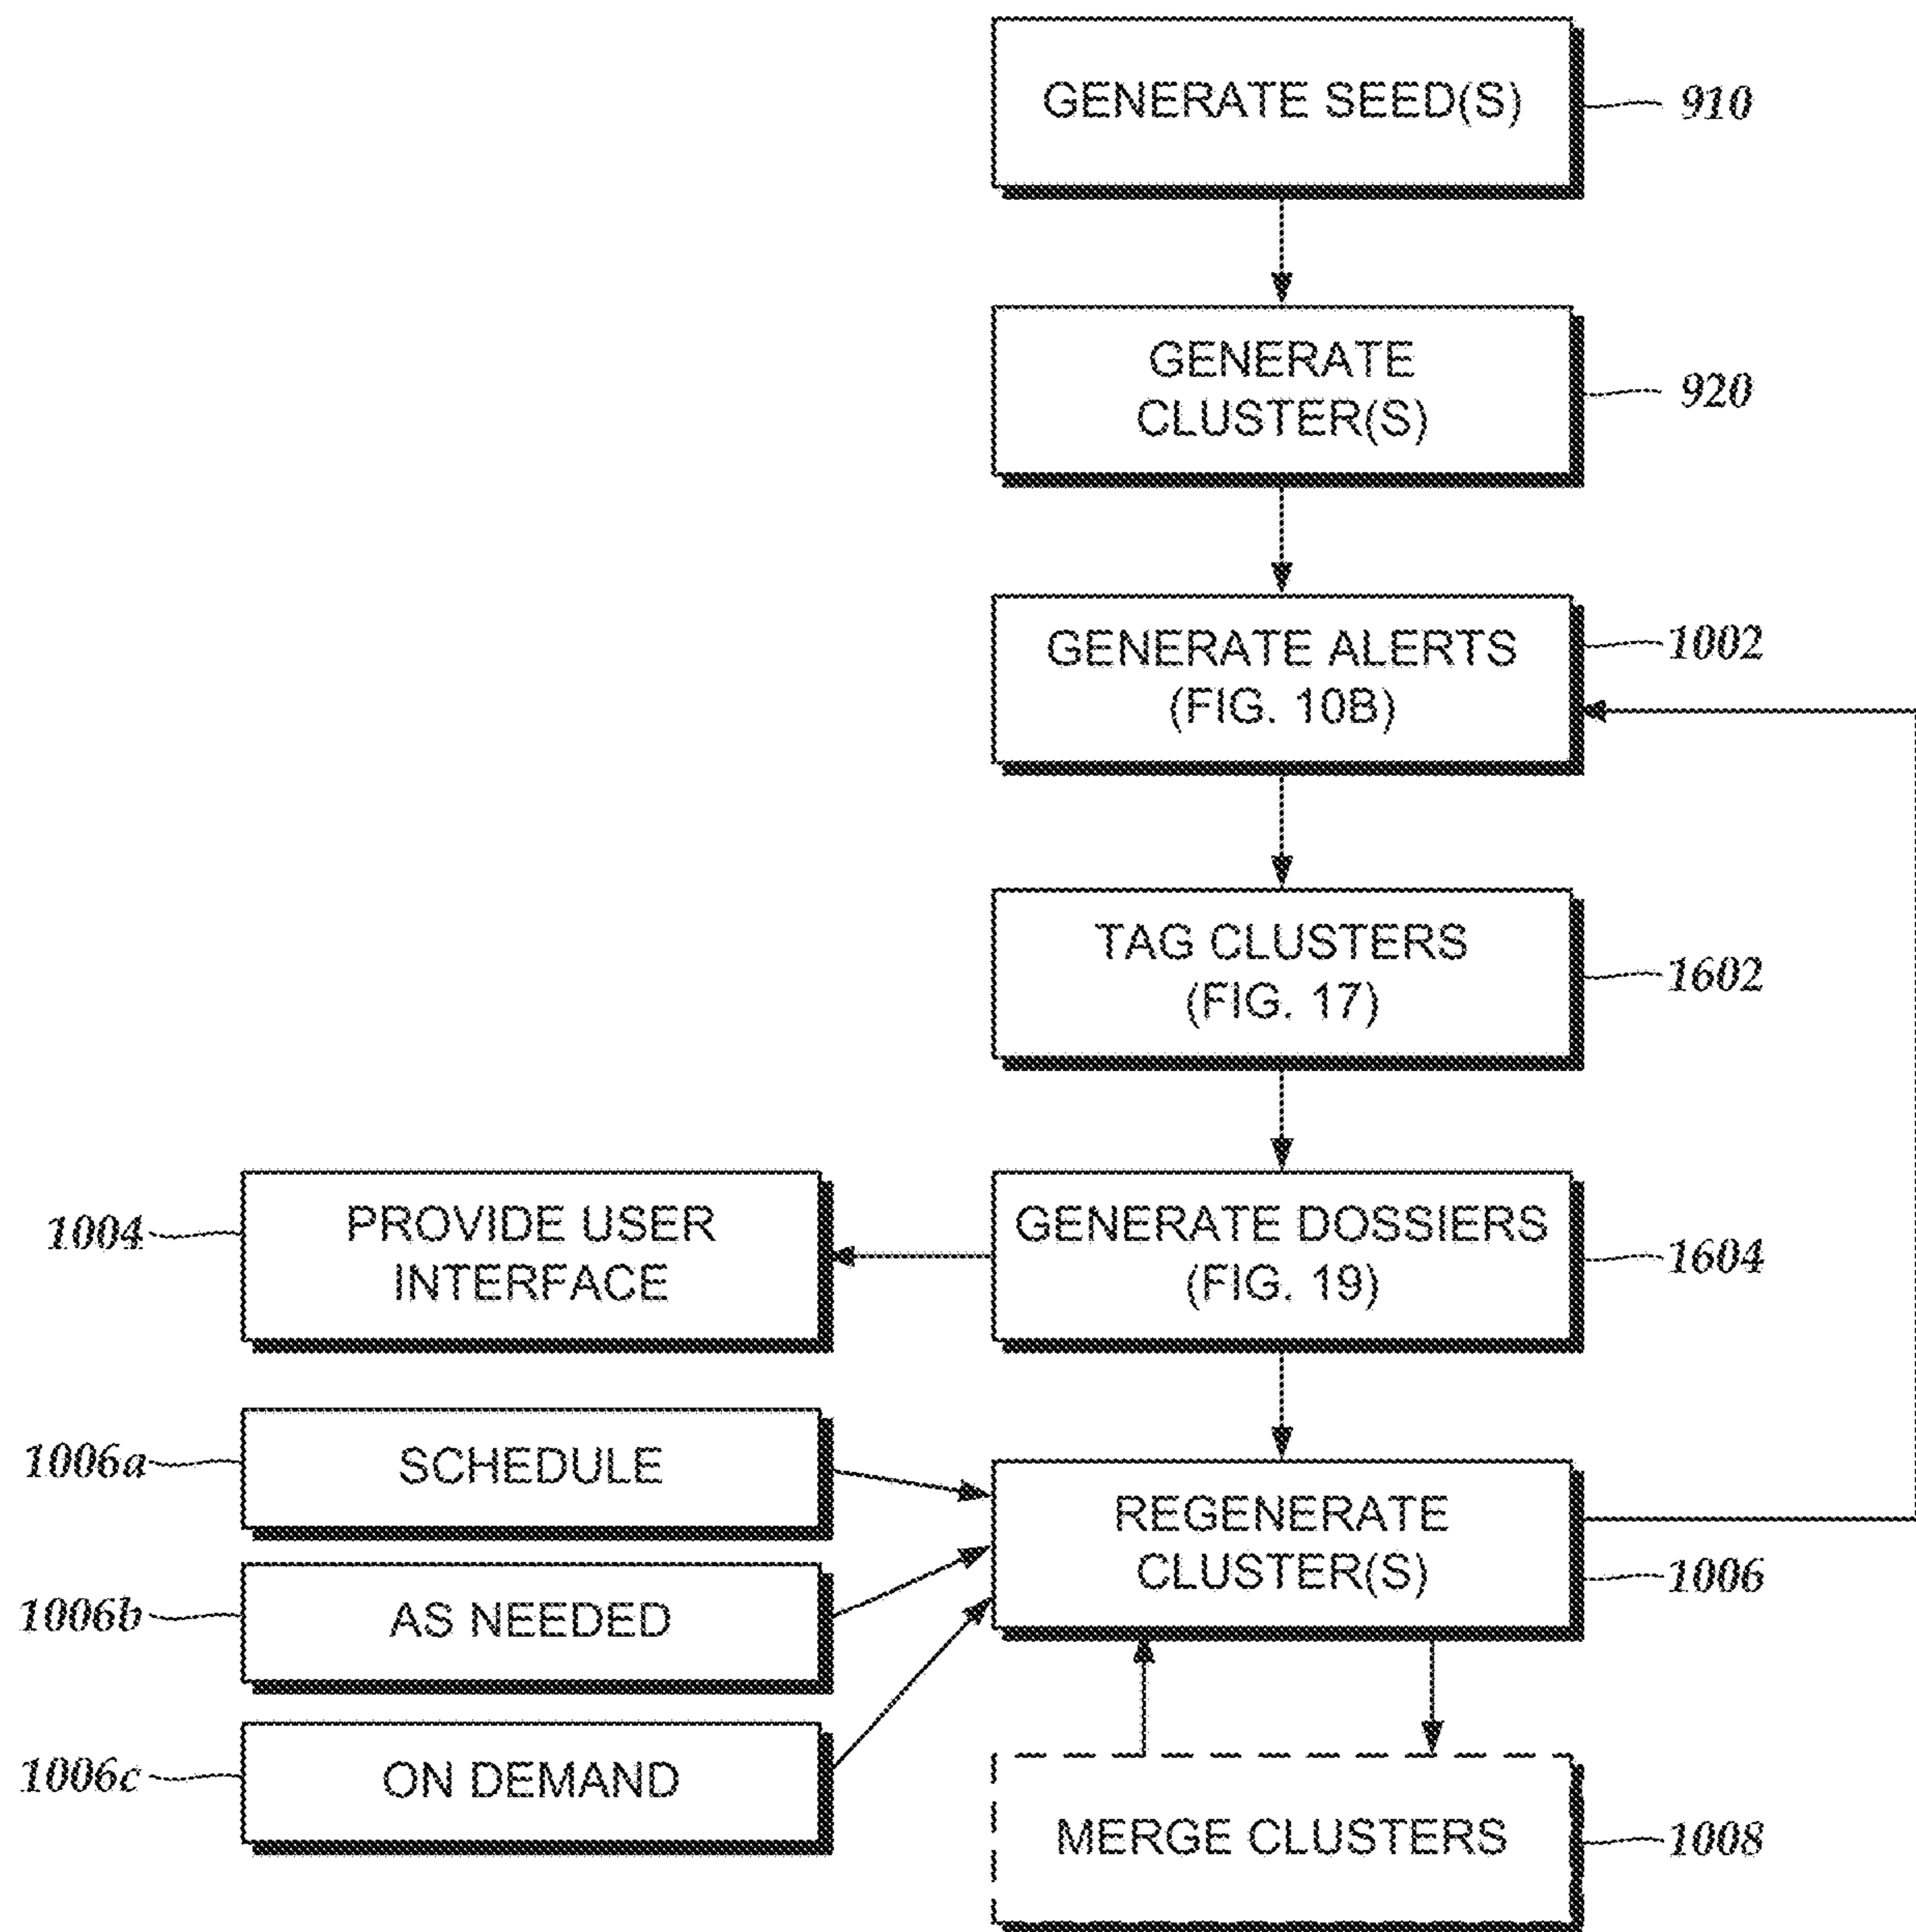 GENERATE SEED(S)
910
GENERATE
CLUSTER(S)
920
GENERATE ALERTS
(FIG. 10B)
1002
TAG CLUSTERS
(FIG. 17)
1602
1004
PROVIDE USER
INTERFACE
GENERATE DOSSIERS
(FIG. 19)
1604
1006a
SCHEDULE
1006b
AS NEEDED
1006c
ON DEMAND
REGENERATE
CLUSTER(S)
1006
MERGE CLUSTERS
1008